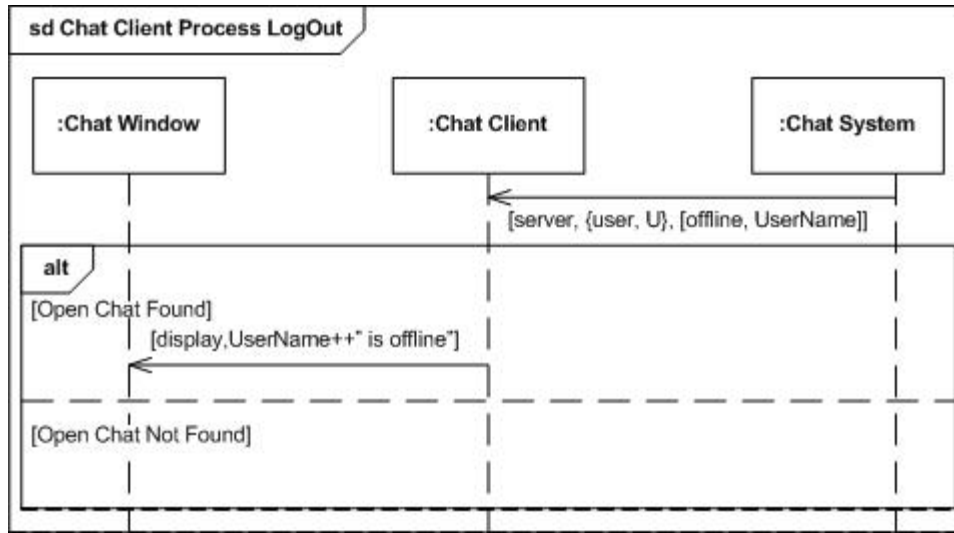 sd Chat Client Process LogOut
:Chat Window
:Chat Client
:Chat System
[server, {user, U}, [offline, UserName]]
alt
[Open Chat Found]
[display,UserName++" is offline"]
[Open Chat Not Found]